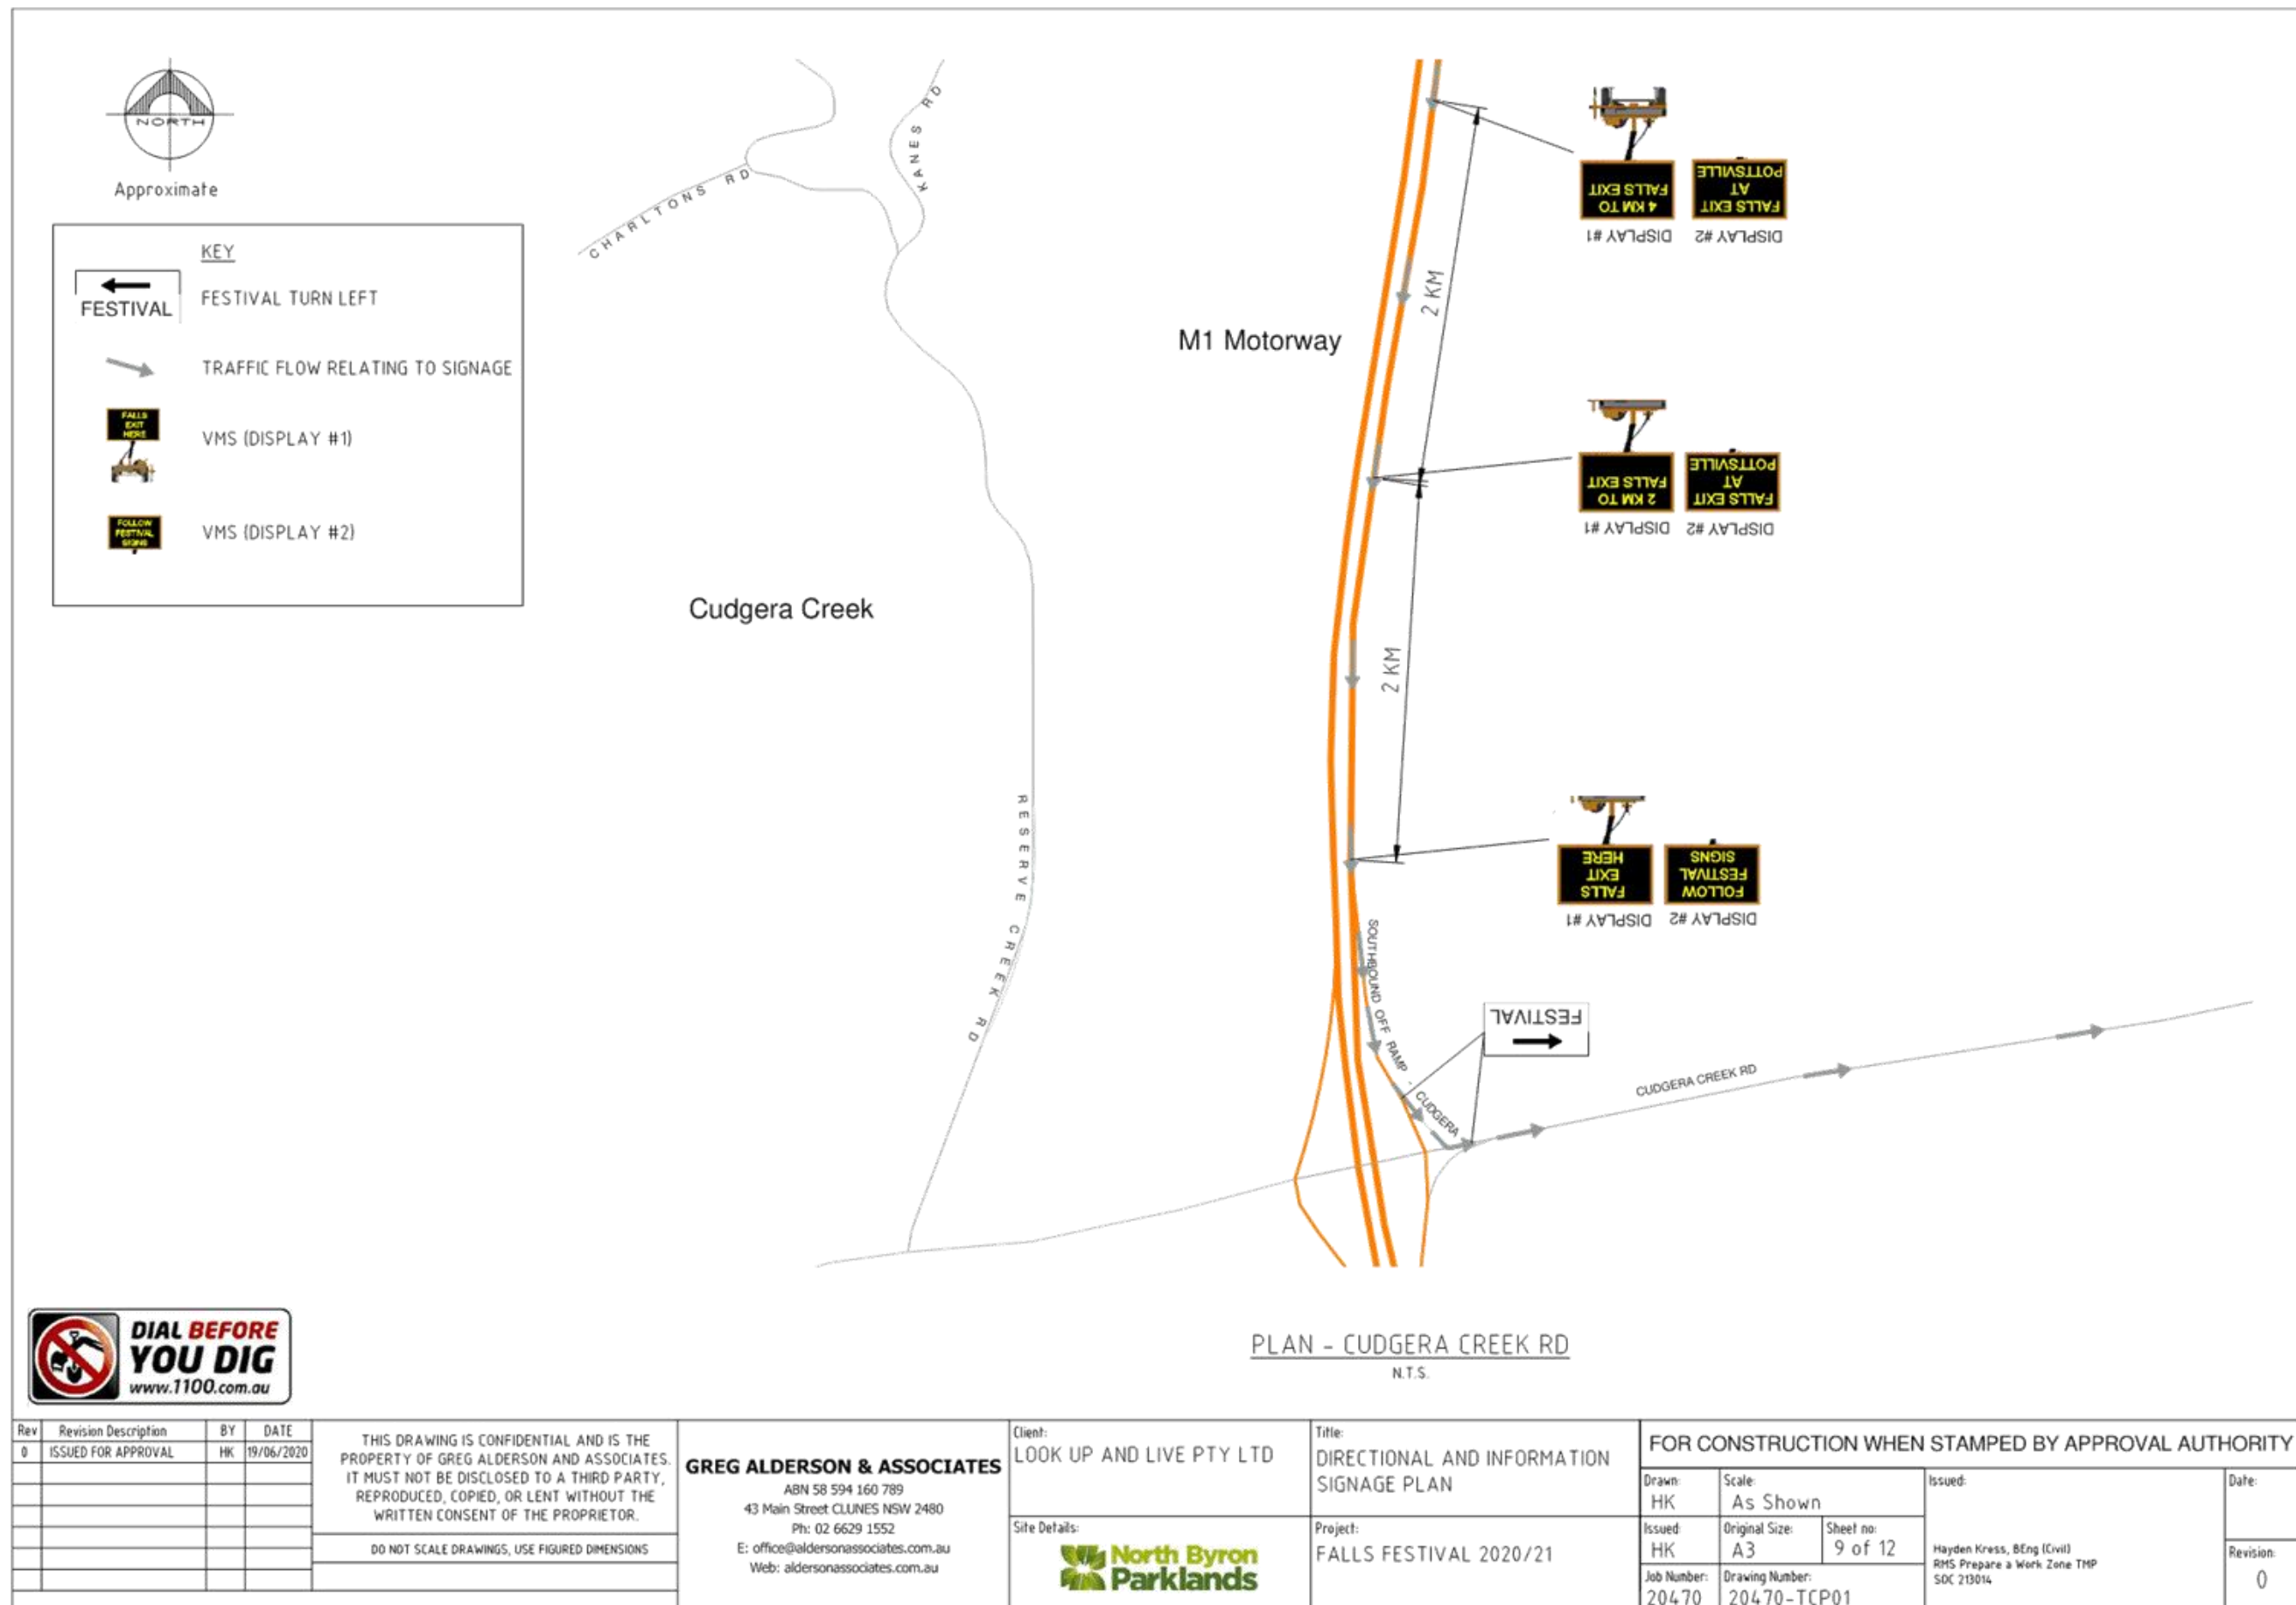 NORTH
Approximate
KEY
FESTIVAL
FESTIVAL TURN LEFT
TRAFFIC FLOW RELATING TO SIGNAGE
FALLS
EXIT
HERE
VMS (DISPLAY #1)
FOLLOW
FESTIVAL
SIGNS
VMS (DISPLAY #2)
CHARLTONS RD
KANES RD
M1 Motorway
Cudgera Creek
RESERVE CREEK RD
2 KM
2 KM
4 KM TO
FALLS EXIT
DISPLAY #1
FALLS EXIT
AT
POTTSVILLE
DISPLAY #2
2 KM TO
FALLS EXIT
DISPLAY #1
FALLS EXIT
AT
POTTSVILLE
DISPLAY #2
FALLS
EXIT
HERE
DISPLAY #1
FOLLOW
FESTIVAL
SIGNS
DISPLAY #2
SOUTHBOUND OFF RAMP - CUDGERA
FESTIVAL
CUDGERA CREEK RD
DIAL BEFORE
YOU DIG
www.1100.com.au
PLAN - CUDGERA CREEK RD
N.T.S.
Rev Revision Description BY DATE
0 ISSUED FOR APPROVAL HK 19/06/2020
THIS DRAWING IS CONFIDENTIAL AND IS THE
PROPERTY OF GREG ALDERSON AND ASSOCIATES.
IT MUST NOT BE DISCLOSED TO A THIRD PARTY,
REPRODUCED, COPIED, OR LENT WITHOUT THE
WRITTEN CONSENT OF THE PROPRIETOR.
DO NOT SCALE DRAWINGS, USE FIGURED DIMENSIONS
GREG ALDERSON & ASSOCIATES
ABN 58 594 160 789
43 Main Street CLUNES NSW 2480
Ph: 02 6629 1552
E: office@aldersonassociates.com.au
Web: aldersonassociates.com.au
Client:
LOOK UP AND LIVE PTY LTD
Site Details:
North Byron
Parklands
Title:
DIRECTIONAL AND INFORMATION
SIGNAGE PLAN
Project:
FALLS FESTIVAL 2020/21
FOR CONSTRUCTION WHEN STAMPED BY APPROVAL AUTHORITY
Drawn:
HK
Scale:
As Shown
Issued:
HK
Original Size:
A3
Sheet no:
9 of 12
Job Number:
20470
Drawing Number:
20470-TCP01
Issued:
Hayden Kress, BEng (Civil)
RMS Prepare a Work Zone TMP
SOC 213014
Date:
Revision:
0